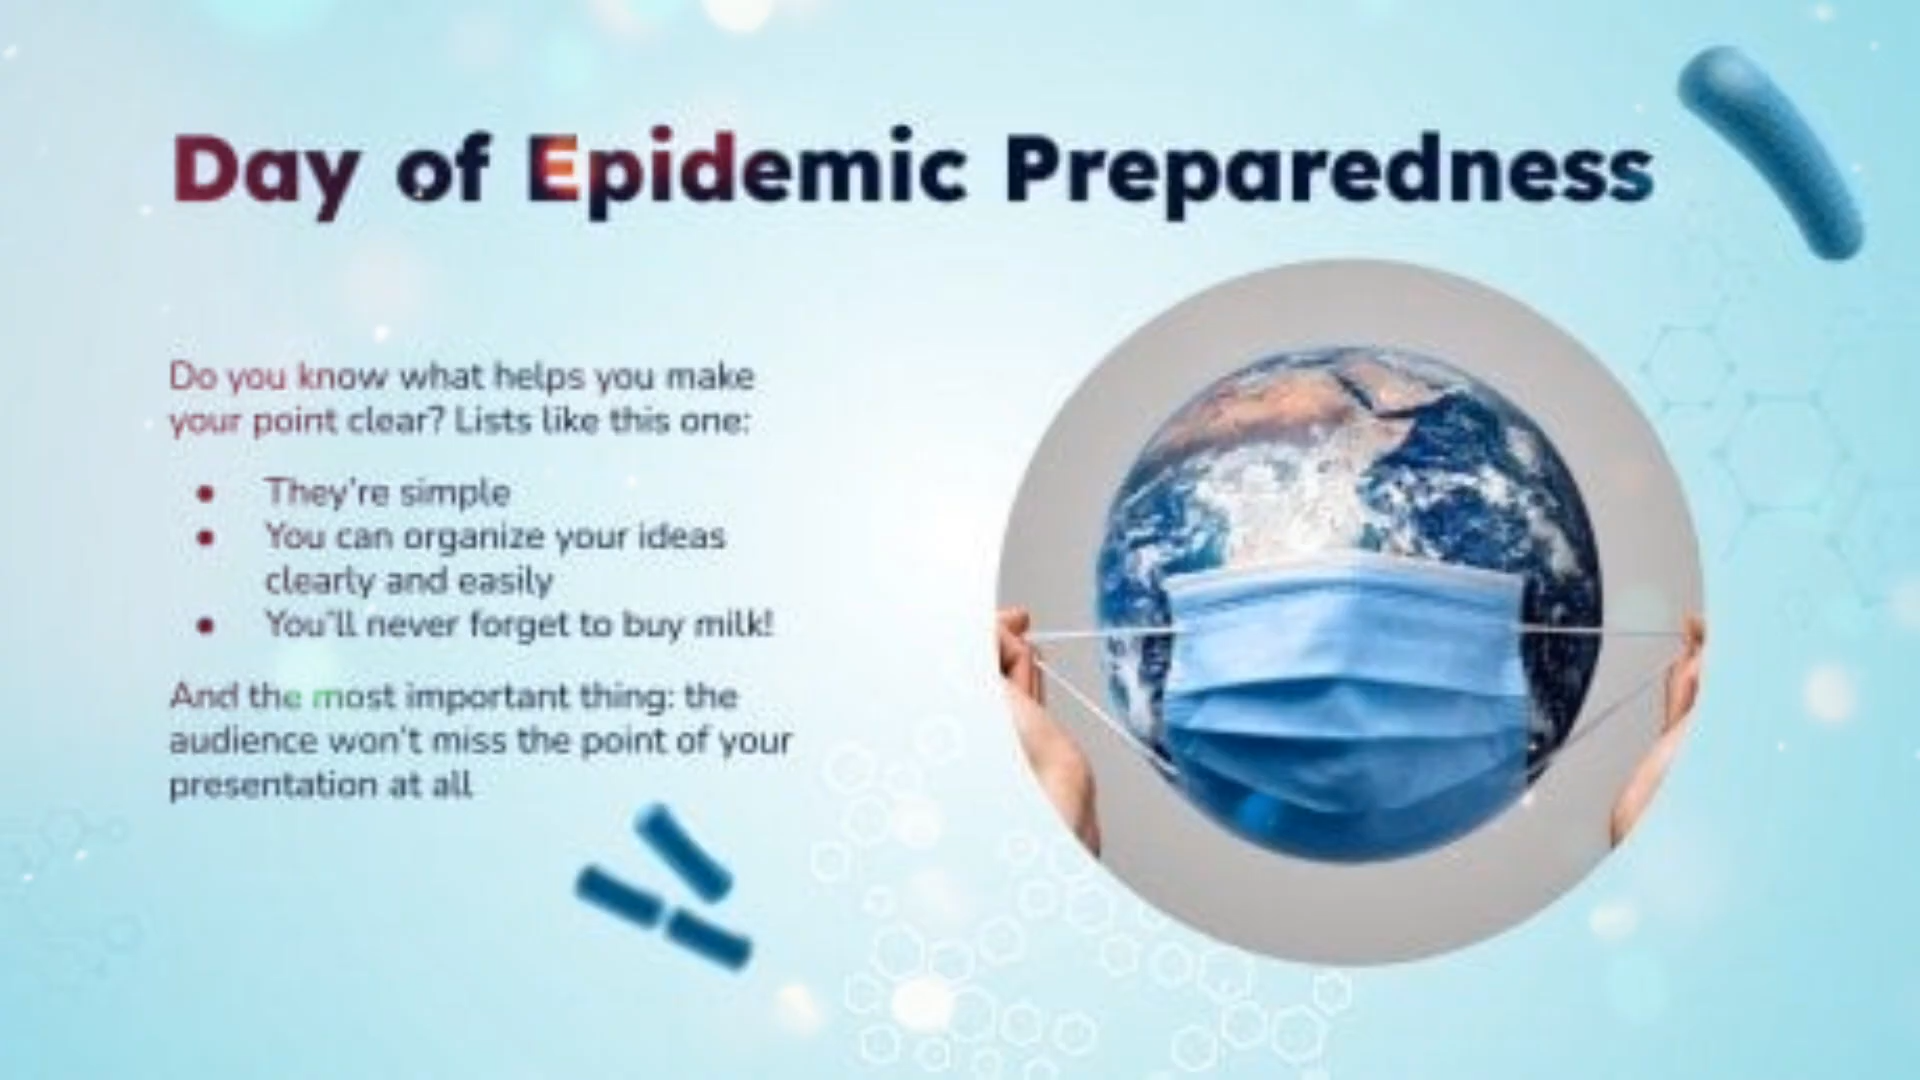 Day of Epidemic Preparedness
Do you know what helps you make
your point clear? Lists like this one:
● They're simple
● You can organize your ideas
clearly and easily
● You'll never forget to buy milk!
And the most important thing: the
audience won't miss the point of your
presentation at all